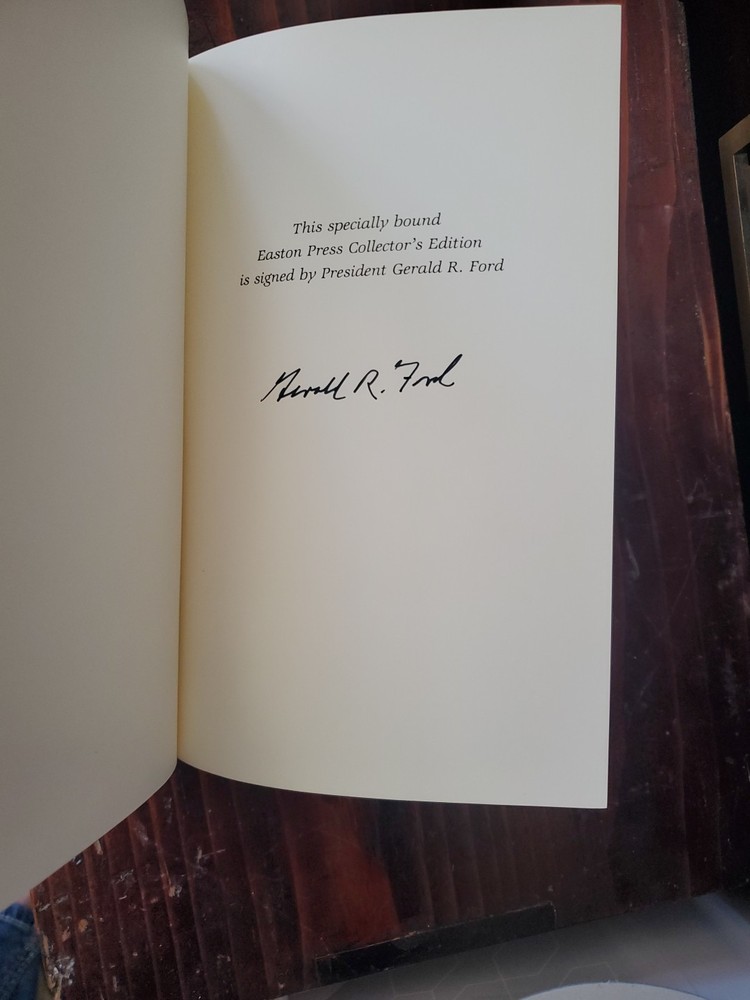 This specially bound
Easton Press Collector's Edition
is signed by President Gerald R. Ford
Gerald R. Ford